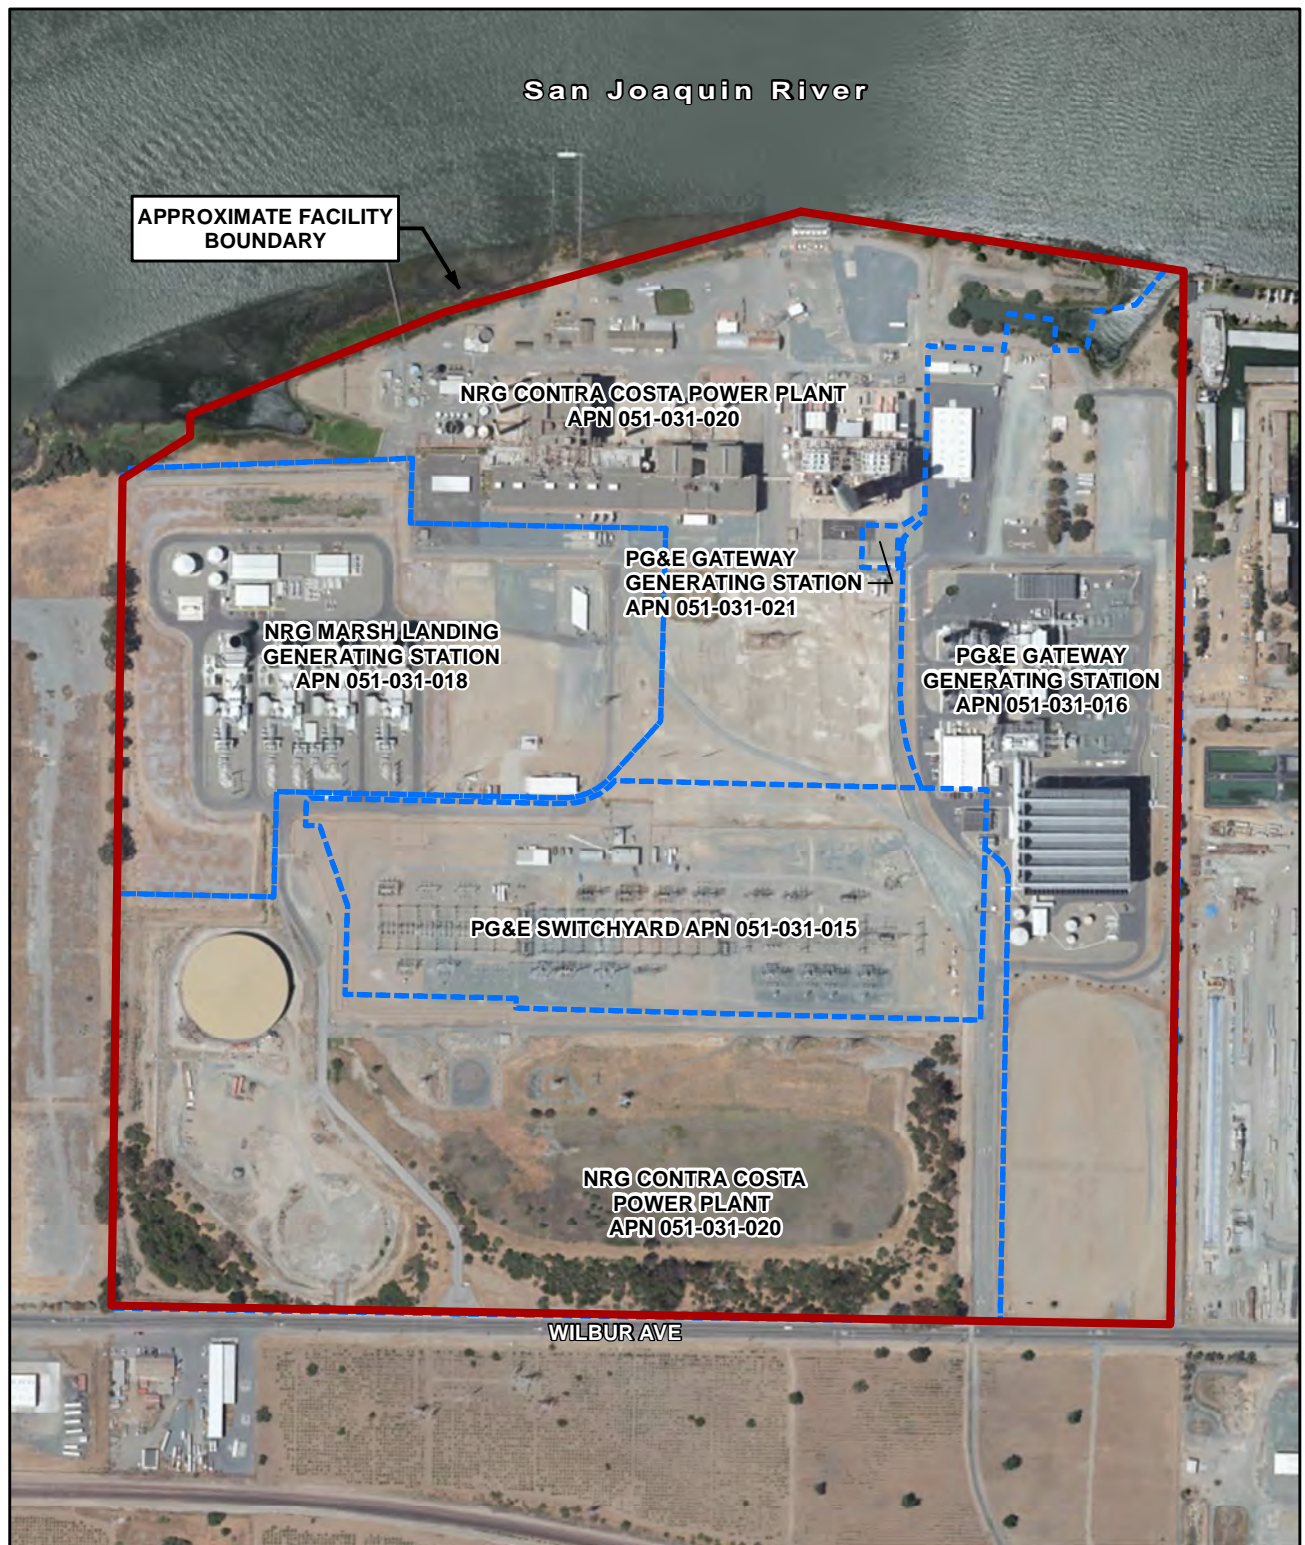 San Joaquin River
APPROXIMATE FACILITY
BOUNDARY
NRG CONTRA COSTA POWER PLANT
APN 051-031-020
PG&E GATEWAY
GENERATING STATION
APN 051-031-021
NRG MARSH LANDING
GENERATING STATION
APN 051-031-018
PG&E GATEWAY
GENERATING STATION
APN 051-031-016
PG&E SWITCHYARD APN 051-031-015
NRG CONTRA COSTA
POWER PLANT
APN 051-031-020
WILBUR AVE